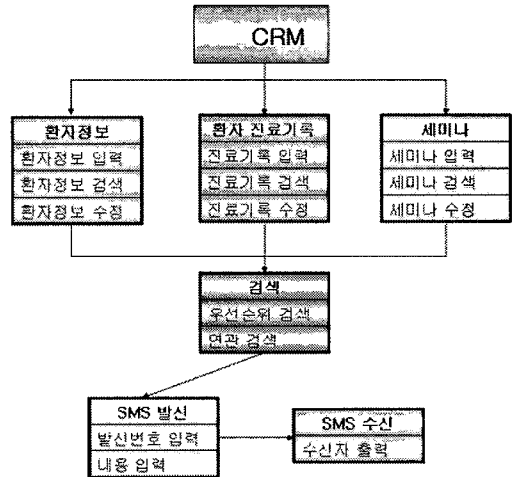 CRM
환자정보
환자정보 입력
환자정보 검색
환자정보 수정
환자 진료기록
진료기록 입력
진료기록 검색
진료기록 수정
세미나
세미나 입력
세미나 검색
세미나 수정
검색
우선순위 검색
연관 검색
SMS 발신
발신번호 입력
내용 입력
SMS 수신
수신자 출력